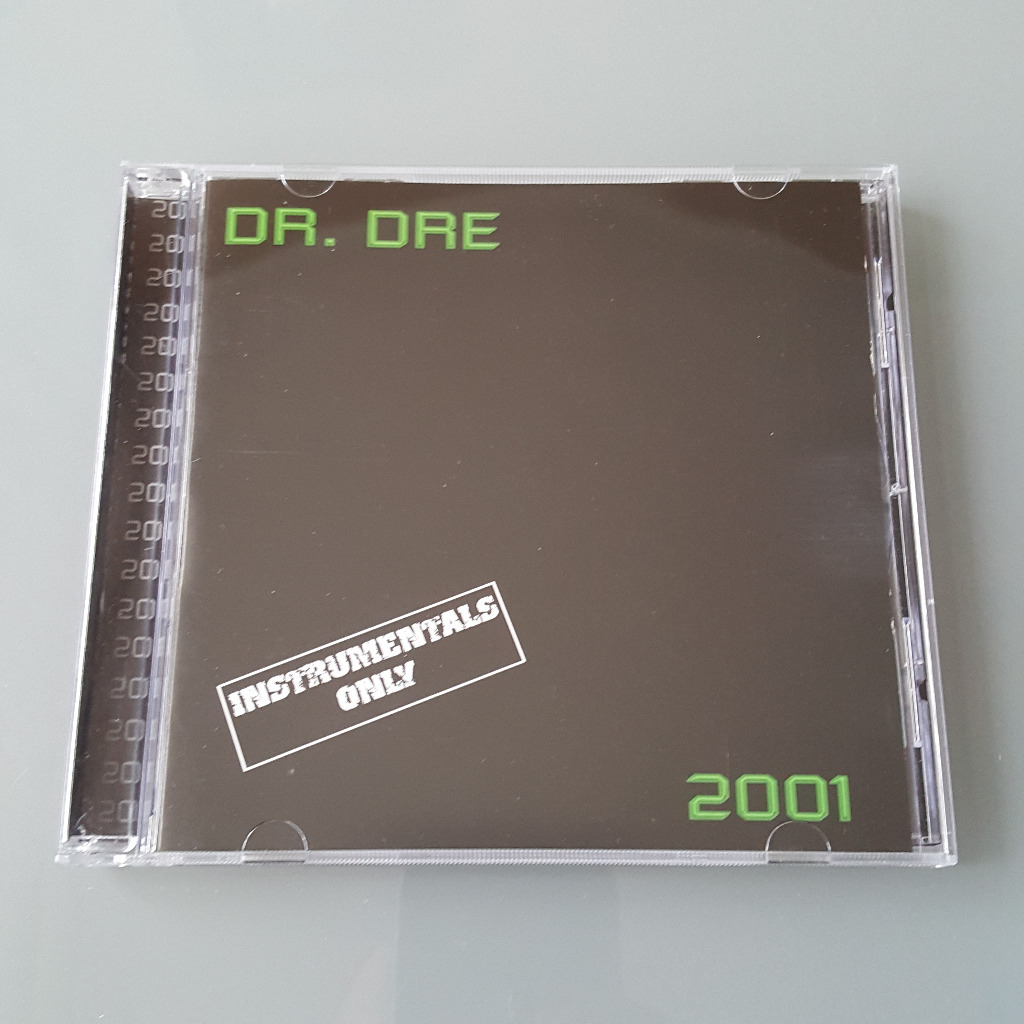 DR. DRE
INSTRUMENTALS
ONLY
2001